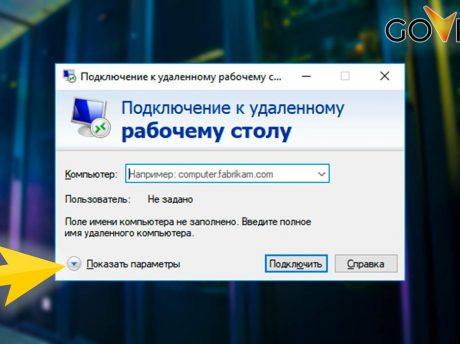 Подключение к удаленному рабочему с...
Подключение к удаленному
рабочему столу
Компьютер:
Например: computer.fabrikam.com
Пользователь: Не задано
Поле имени компьютера не заполнено. Введите полное
имя удаленного компьютера.
Показать параметры
Подключить
Справка